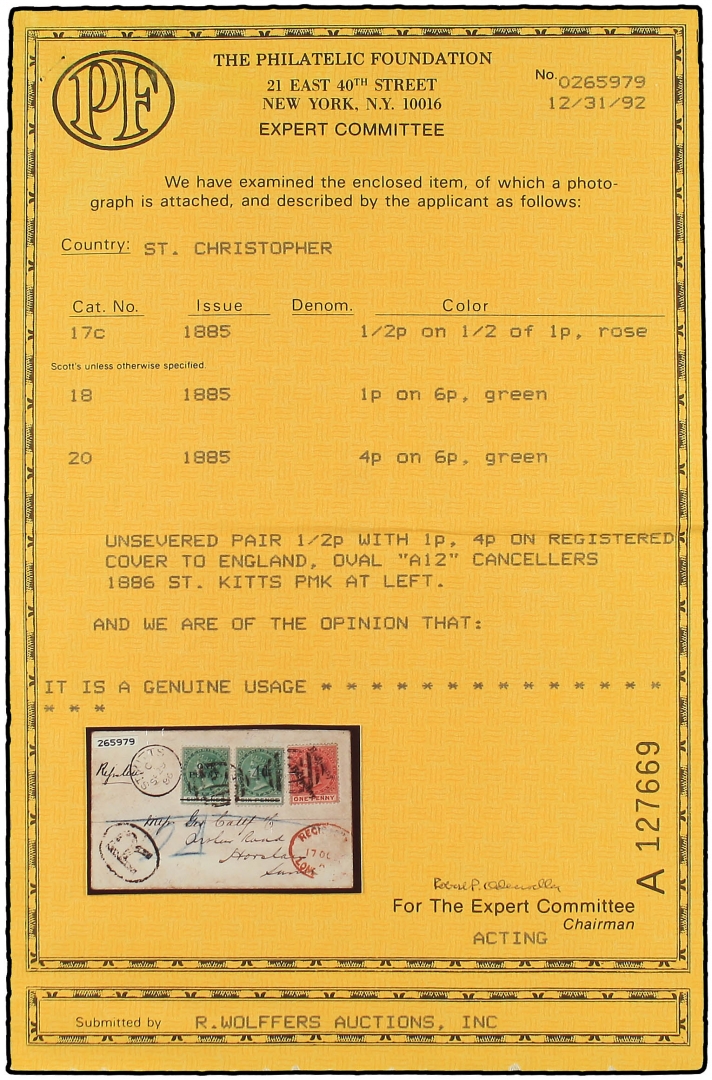 PF
THE PHILATELIC FOUNDATION
21 EAST 40TH STREET
NEW YORK, N.Y. 10016
EXPERT COMMITTEE
No. 0265979
12/31/92
We have examined the enclosed item, of which a photo-
graph is attached, and described by the applicant as follows:
Country: ST. CHRISTOPHER
Cat. No. Issue Denom. Color
17c 1885 1/2p on 1/2 of 1p, rose
Scott's unless otherwise specified.
18 1885 1p on 6p, green
20 1885 4p on 6p, green
UNSEVERED PAIR 1/2p WITH 1p, 4p ON REGISTERED
COVER TO ENGLAND, OVAL "A12" CANCELLERS
1886 ST. KITTS PMK AT LEFT.
AND WE ARE OF THE OPINION THAT:
IT IS A GENUINE USAGE * * * * * * * * * * * * * * *
* * *
265979
ONE PENNY
17 OC
A 127669
For The Expert Committee
Chairman
ACTING
Submitted by R.WOLFFERS AUCTIONS, INC